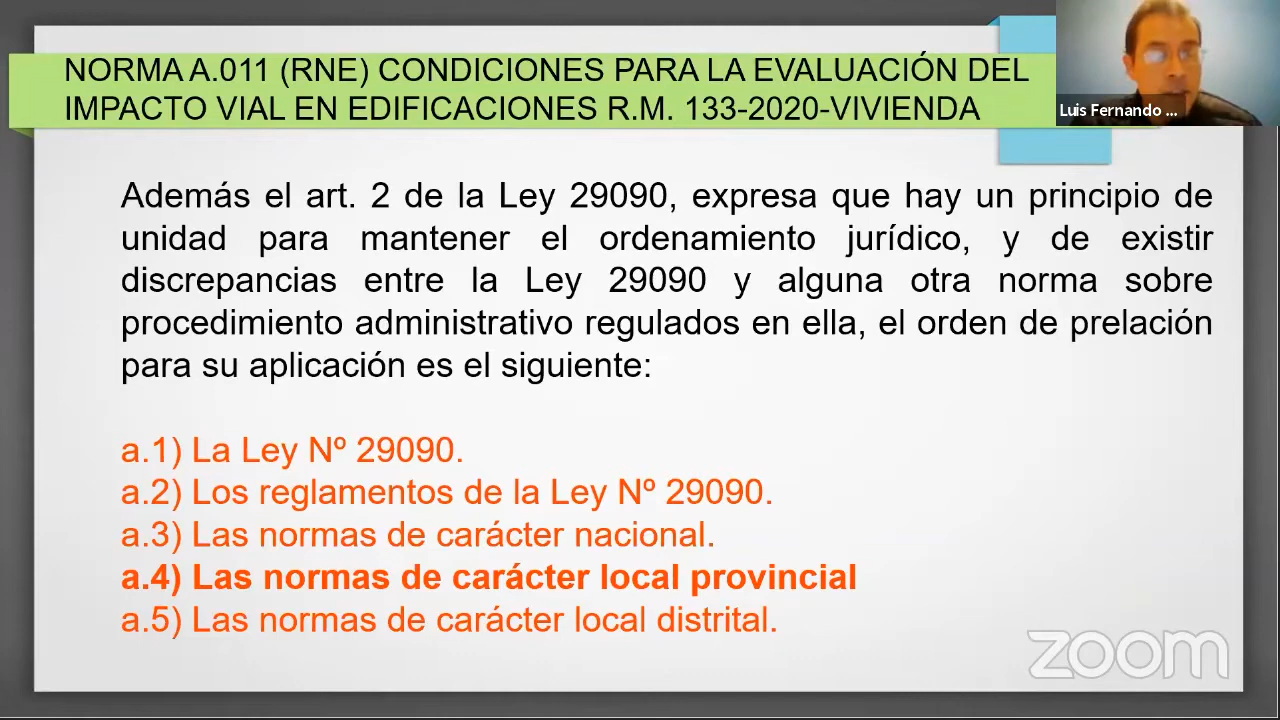 NORMA A.011 (RNE) CONDICIONES PARA LA EVALUACIÓN DEL
IMPACTO VIAL EN EDIFICACIONES R.M. 133-2020-VIVIENDA
Luis Fernando ...
Además el art. 2 de la Ley 29090, expresa que hay un principio de
unidad para mantener el ordenamiento jurídico, y de existir
discrepancias entre la Ley 29090 y alguna otra norma sobre
procedimiento administrativo regulados en ella, el orden de prelación
para su aplicación es el siguiente:
a.1) La Ley Nº 29090.
a.2) Los reglamentos de la Ley Nº 29090.
a.3) Las normas de carácter nacional.
a.4) Las normas de carácter local provincial
a.5) Las normas de carácter local distrital.
zoom